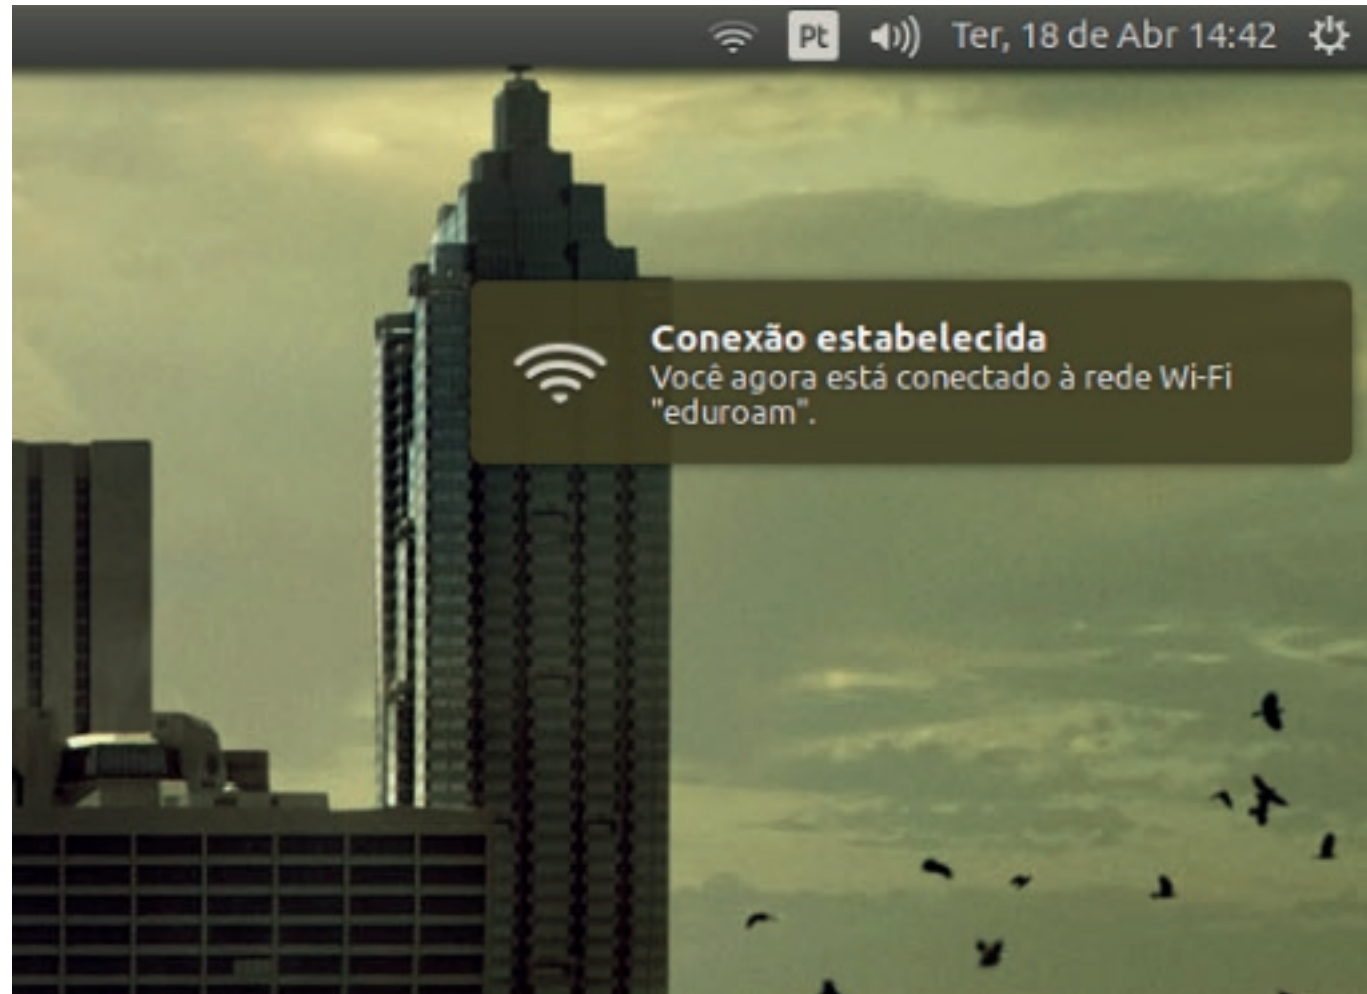 Pt Ter, 18 de Abr 14:42
Conexão estabelecida
Você agora está conectado à rede Wi-Fi
"eduroam".